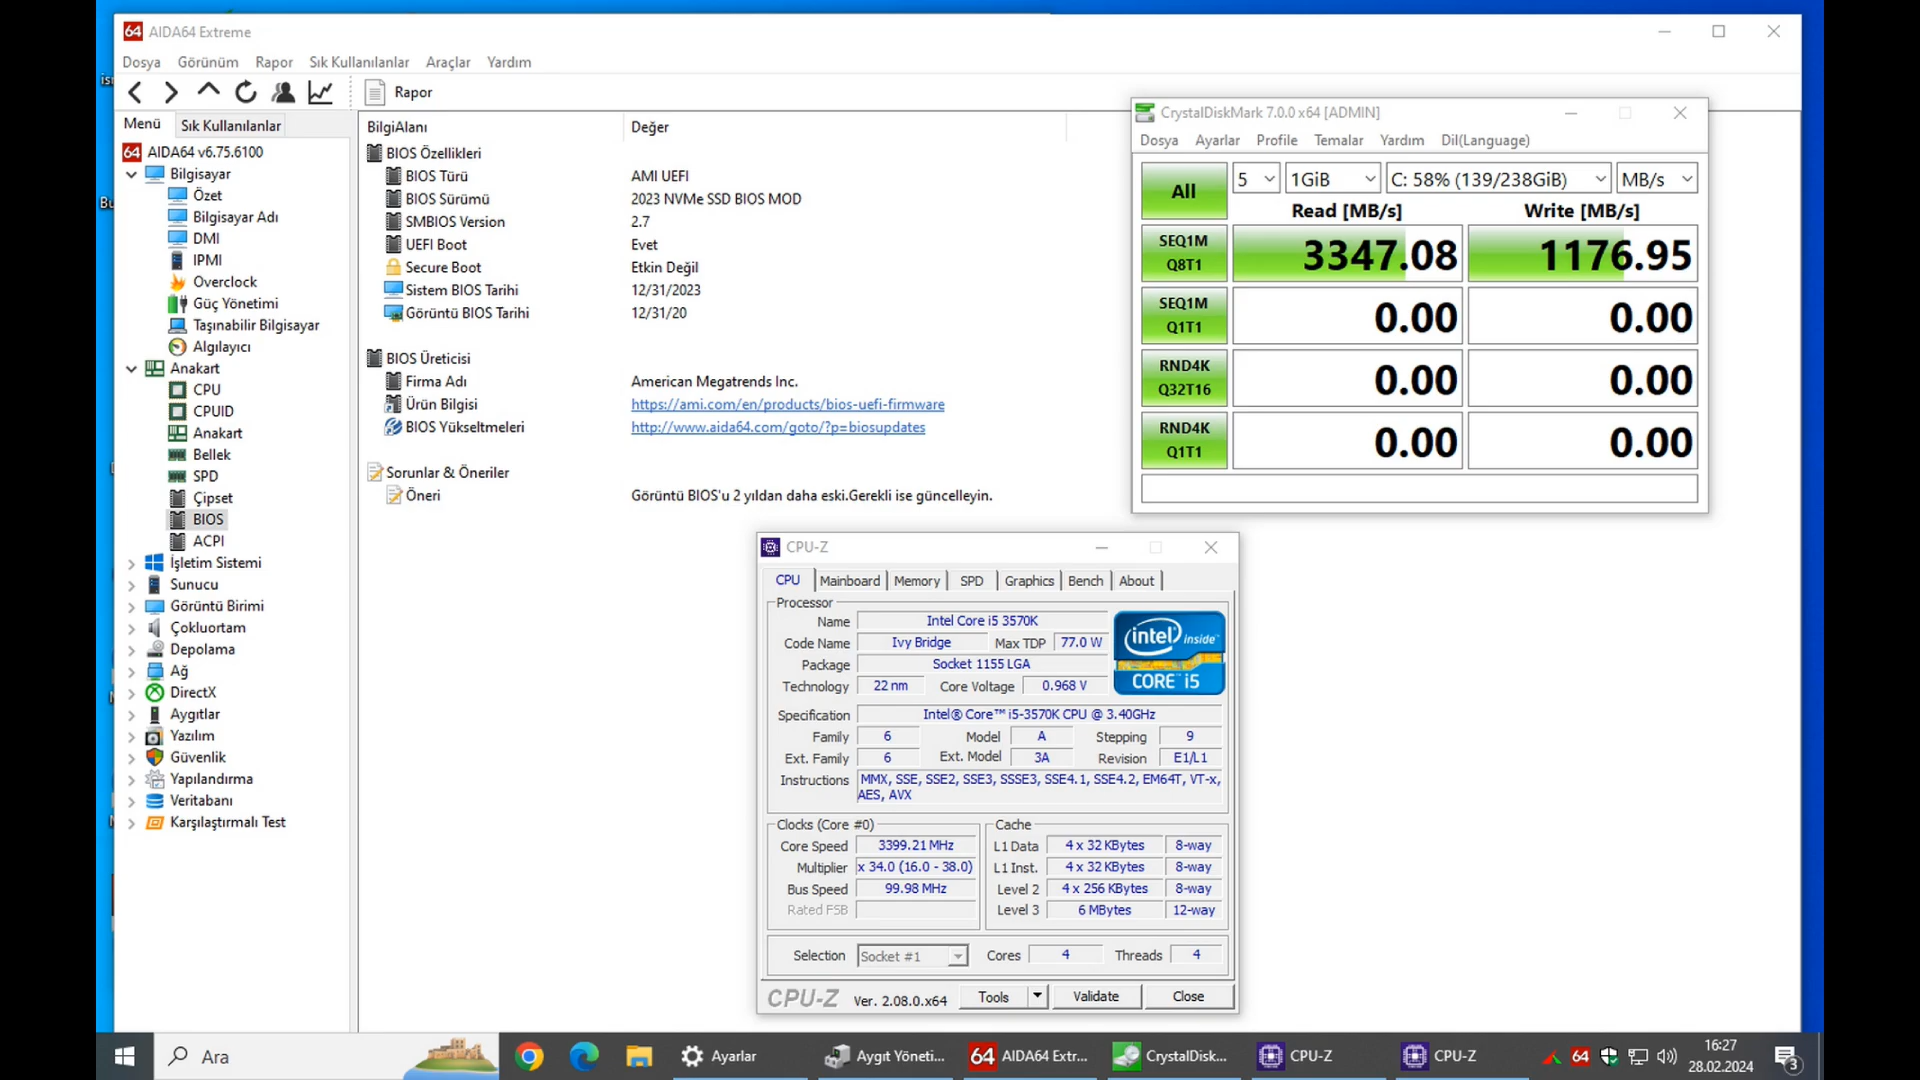 64 AIDA64 Extreme
Dosya Görünüm Rapor Sık Kullanılanlar Araçlar Yardım
Rapor
Menü Sık Kullanılanlar
64 AIDA64 v6.75.6100
Bilgisayar
Özet
Bilgisayar Adı
DMI
IPMI
Overclock
Güç Yönetimi
Taşınabilir Bilgisayar
Algılayıcı
Anakart
CPU
CPUID
Anakart
Bellek
SPD
Çipset
BIOS
ACPI
İşletim Sistemi
Sunucu
Görüntü Birimi
Çokluortam
Depolama
Ağ
DirectX
Aygıtlar
Yazılım
Güvenlik
Yapılandırma
Veritabanı
Karşılaştırmalı Test
BilgiAlanı Değer
BIOS Özellikleri
BIOS Türü AMI UEFI
BIOS Sürümü 2023 NVMe SSD BIOS MOD
SMBIOS Version 2.7
UEFI Boot Evet
Secure Boot Etkin Değil
Sistem BIOS Tarihi 12/31/2023
Görüntü BIOS Tarihi 12/31/20
BIOS Üreticisi
Firma Adı American Megatrends Inc.
Ürün Bilgisi https://ami.com/en/products/bios-uefi-firmware
BIOS Yükseltmeleri http://www.aida64.com/goto/?p=biosupdates
Sorunlar & Öneriler
Öneri Görüntü BIOS'u 2 yıldan daha eski.Gerekli ise güncelleyin.
CrystalDiskMark 7.0.0 x64 [ADMIN]
Dosya Ayarlar Profile Temalar Yardım Dil(Language)
All 5 1GiB C: 58% (139/238GiB) MB/s
Read [MB/s] Write [MB/s]
SEQ1M Q8T1 3347.08 1176.95
SEQ1M Q1T1 0.00 0.00
RND4K Q32T16 0.00 0.00
RND4K Q1T1 0.00 0.00
CPU-Z
CPU Mainboard Memory SPD Graphics Bench About
Processor
Name Intel Core i5 3570K
Code Name Ivy Bridge Max TDP 77.0 W
Package Socket 1155 LGA
Technology 22 nm Core Voltage 0.968 V
intel inside™
CORE™ i5
Specification Intel® Core™ i5-3570K CPU @ 3.40GHz
Family 6 Model A Stepping 9
Ext. Family 6 Ext. Model 3A Revision E1/L1
Instructions MMX, SSE, SSE2, SSE3, SSSE3, SSE4.1, SSE4.2, EM64T, VT-x,
AES, AVX
Clocks (Core #0) Cache
Core Speed 3399.21 MHz L1 Data 4 x 32 KBytes 8-way
Multiplier x 34.0 (16.0 - 38.0) L1 Inst. 4 x 32 KBytes 8-way
Bus Speed 99.98 MHz Level 2 4 x 256 KBytes 8-way
Rated FSB Level 3 6 MBytes 12-way
Selection Socket #1 Cores 4 Threads 4
CPU-Z Ver. 2.08.0.x64 Tools Validate Close
Ara Ayarlar Aygıt Yöneti... 64 AIDA64 Extr... CrystalDisk... CPU-Z CPU-Z 64 16:27
28.02.2024 3